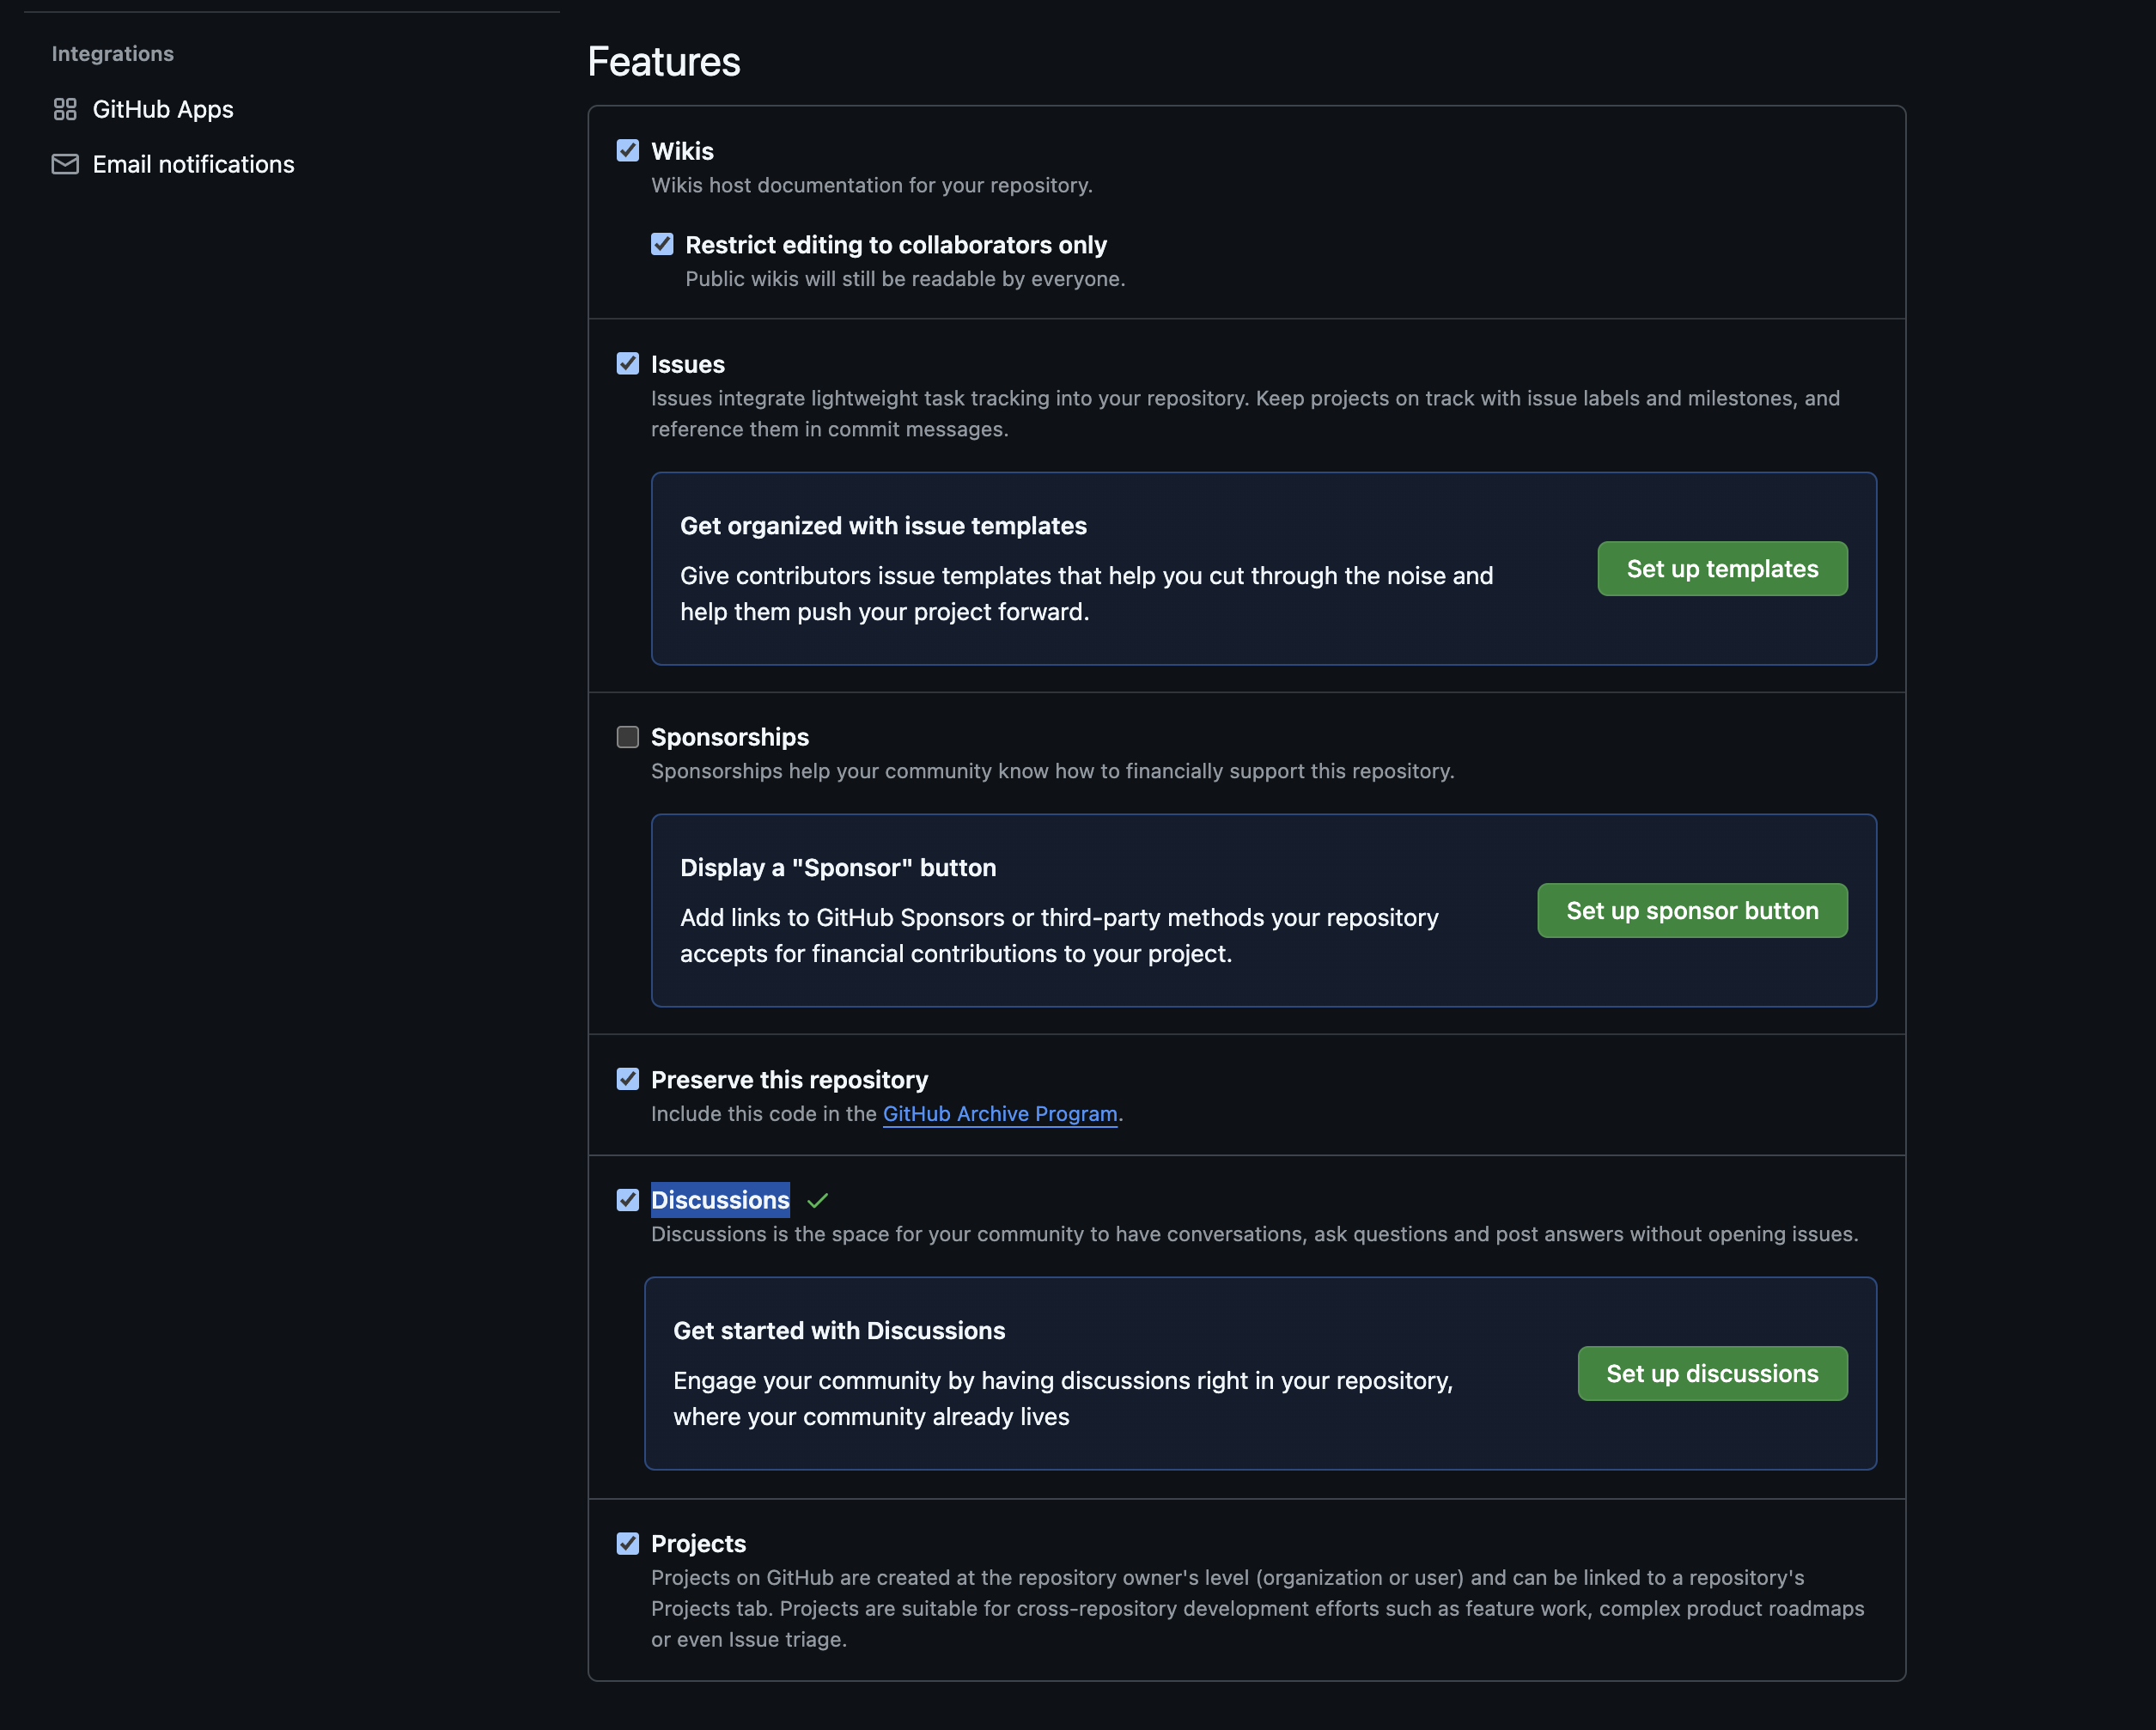 Integrations
GitHub Apps
Email notifications
Features
Wikis
Wikis host documentation for your repository.
Restrict editing to collaborators only
Public wikis will still be readable by everyone.
Issues
Issues integrate lightweight task tracking into your repository. Keep projects on track with issue labels and milestones, and
reference them in commit messages.
Get organized with issue templates
Give contributors issue templates that help you cut through the noise and
help them push your project forward.
Set up templates
Sponsorships
Sponsorships help your community know how to financially support this repository.
Display a "Sponsor" button
Add links to GitHub Sponsors or third-party methods your repository
accepts for financial contributions to your project.
Set up sponsor button
Preserve this repository
Include this code in the GitHub Archive Program.
Discussions
Discussions is the space for your community to have conversations, ask questions and post answers without opening issues.
Get started with Discussions
Engage your community by having discussions right in your repository,
where your community already lives
Set up discussions
Projects
Projects on GitHub are created at the repository owner's level (organization or user) and can be linked to a repository's
Projects tab. Projects are suitable for cross-repository development efforts such as feature work, complex product roadmaps
or even Issue triage.